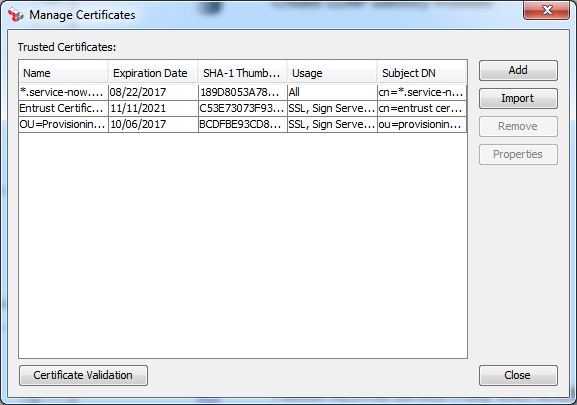 Manage Certificates
Trusted Certificates:
Name Expiration Date SHA-1 Thumb... Usage Subject DN
*.service-now.... 08/22/2017 189D8053A78... All cn=*.service-n...
Entrust Certific... 11/11/2021 C53E73073F93... SSL, Sign Serve... cn=entrust cer...
OU=Provisionin... 10/06/2017 BCDFBE93CD8... SSL, Sign Serve... ou=provisionin...
Add
Import
Remove
Properties
Certificate Validation
Close